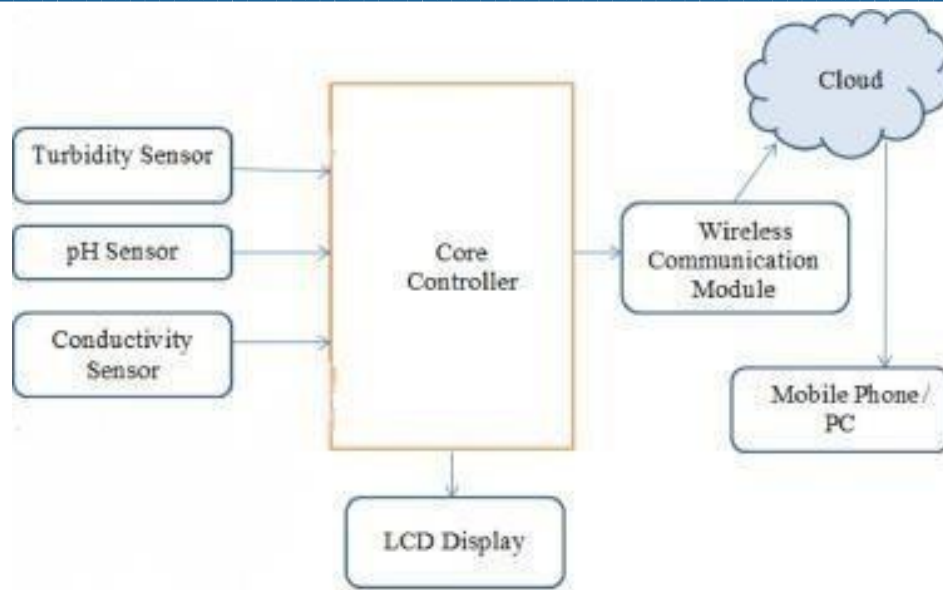 Cloud
Turbidity Sensor
pH Sensor
Conductivity
Sensor
Core
Controller
Wireless
Communication
Module
Mobile Phone /
PC
LCD Display